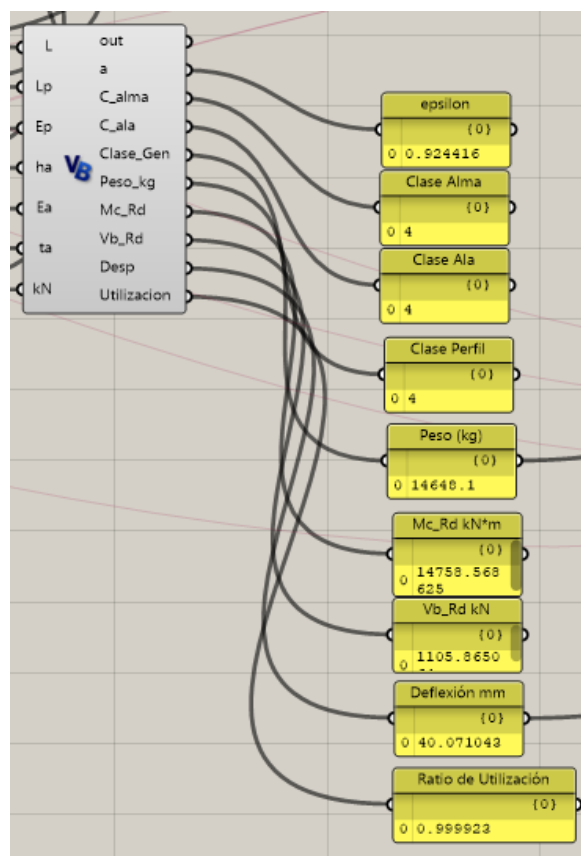 L
Lp
Ep
ha
Ea
ta
kN
VB
out
a
C_alma
C_ala
Clase_Gen
Peso_kg
Mc_Rd
Vb_Rd
Desp
Utilizacion
epsilon
{0}
0 0.924416
Clase Alma
{0}
0 4
Clase Ala
{0}
0 4
Clase Perfil
{0}
0 4
Peso (kg)
{0}
0 14648.1
Mc_Rd kN*m
{0}
0 14758.568
625
Vb_Rd kN
{0}
0 1105.8650
Deflexión mm
{0}
0 40.071043
Ratio de Utilización
{0}
0 0.999923